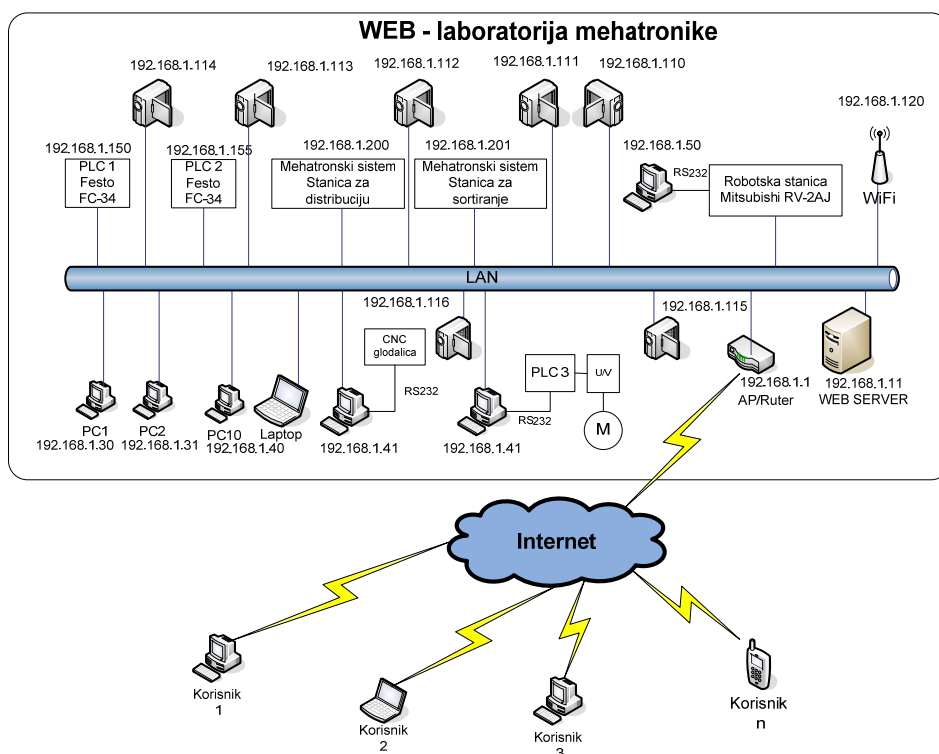 WEB - laboratorija mehatronike
192.168.1.114
192.168.1.113
192.168.1.112
192.168.1.111
192.168.1.110
192.168.1.120
WiFi
192.168.1.150
PLC 1
Festo
FC-34
192.168.1.155
PLC 2
Festo
FC-34
192.168.1.200
Mehatronski sistem
Stanica za
distribuciju
192.168.1.201
Mehatronski sistem
Stanica za
sortiranje
192.168.1.50
RS232
Robotska stanica
Mitsubishi RV-2AJ
LAN
PC1
192.168.1.30
PC2
192.168.1.31
PC10
192.168.1.40
Laptop
192.168.1.41
CNC
glodalica
RS232
192.168.1.116
192.168.1.41
RS232
PLC 3
U/V
M
192.168.1.115
192.168.1.1
AP/Ruter
192.168.1.11
WEB SERVER
Internet
Korisnik
1
Korisnik
2
Korisnik
3
Korisnik
n